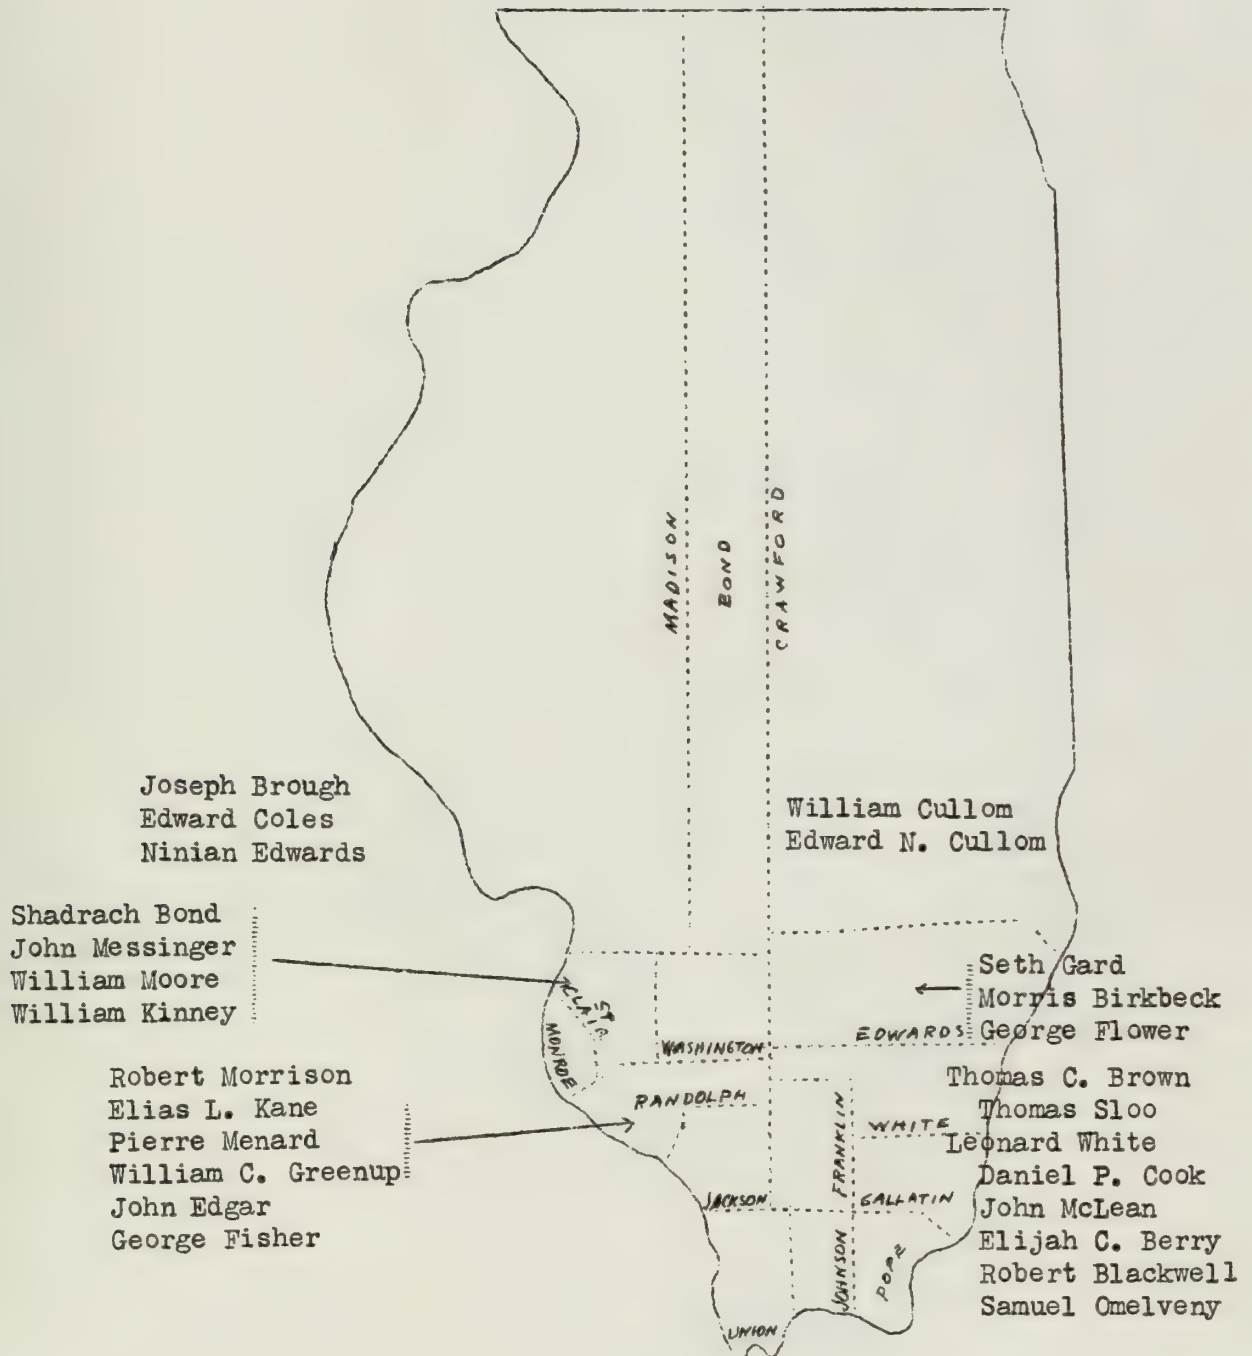 MADISON
BOND
CRAWFORD
Joseph Brough
Edward Coles
Ninian Edwards
William Cullom
Edward N. Cullom
Shadrach Bond
John Messinger
William Moore
William Kinney
ST
CLAIR
MONROE
WASHINGTON
EDWARDS
Seth Gard
Morris Birkbeck
George Flower
Robert Morrison
Elias L. Kane
Pierre Menard
William C. Greenup
John Edgar
George Fisher
RANDOLPH
FRANKLIN
WHITE
JACKSON
GALLATIN
JOHNSON
POPE
UNION
Thomas C. Brown
Thomas Sloo
Leonard White
Daniel P. Cook
John McLean
Elijah C. Berry
Robert Blackwell
Samuel Omelveny